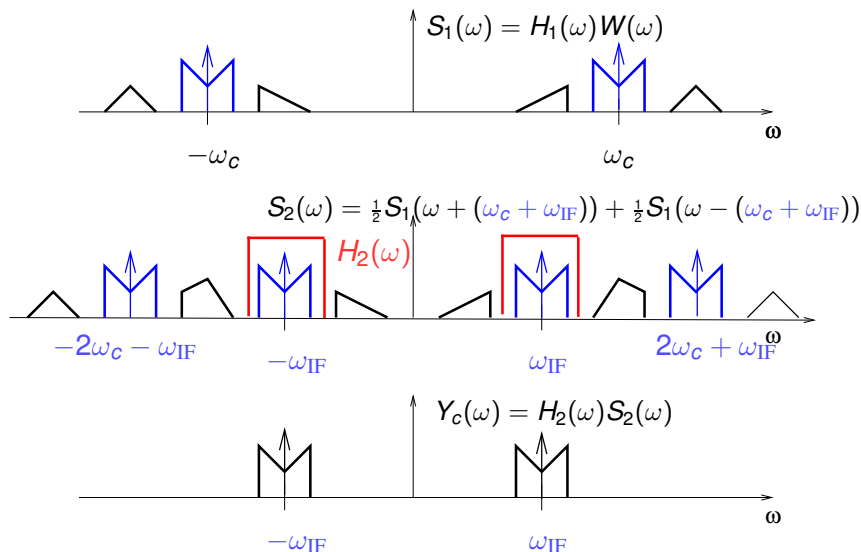 S₁(ω) = H₁(ω)W(ω)
ω
−ω_c
ω_c
S₂(ω) = ½S₁(ω + (ω_c + ω_IF)) + ½S₁(ω − (ω_c + ω_IF))
H₂(ω)
ω
−2ω_c − ω_IF
−ω_IF
ω_IF
2ω_c + ω_IF
Y_c(ω) = H₂(ω)S₂(ω)
ω
−ω_IF
ω_IF